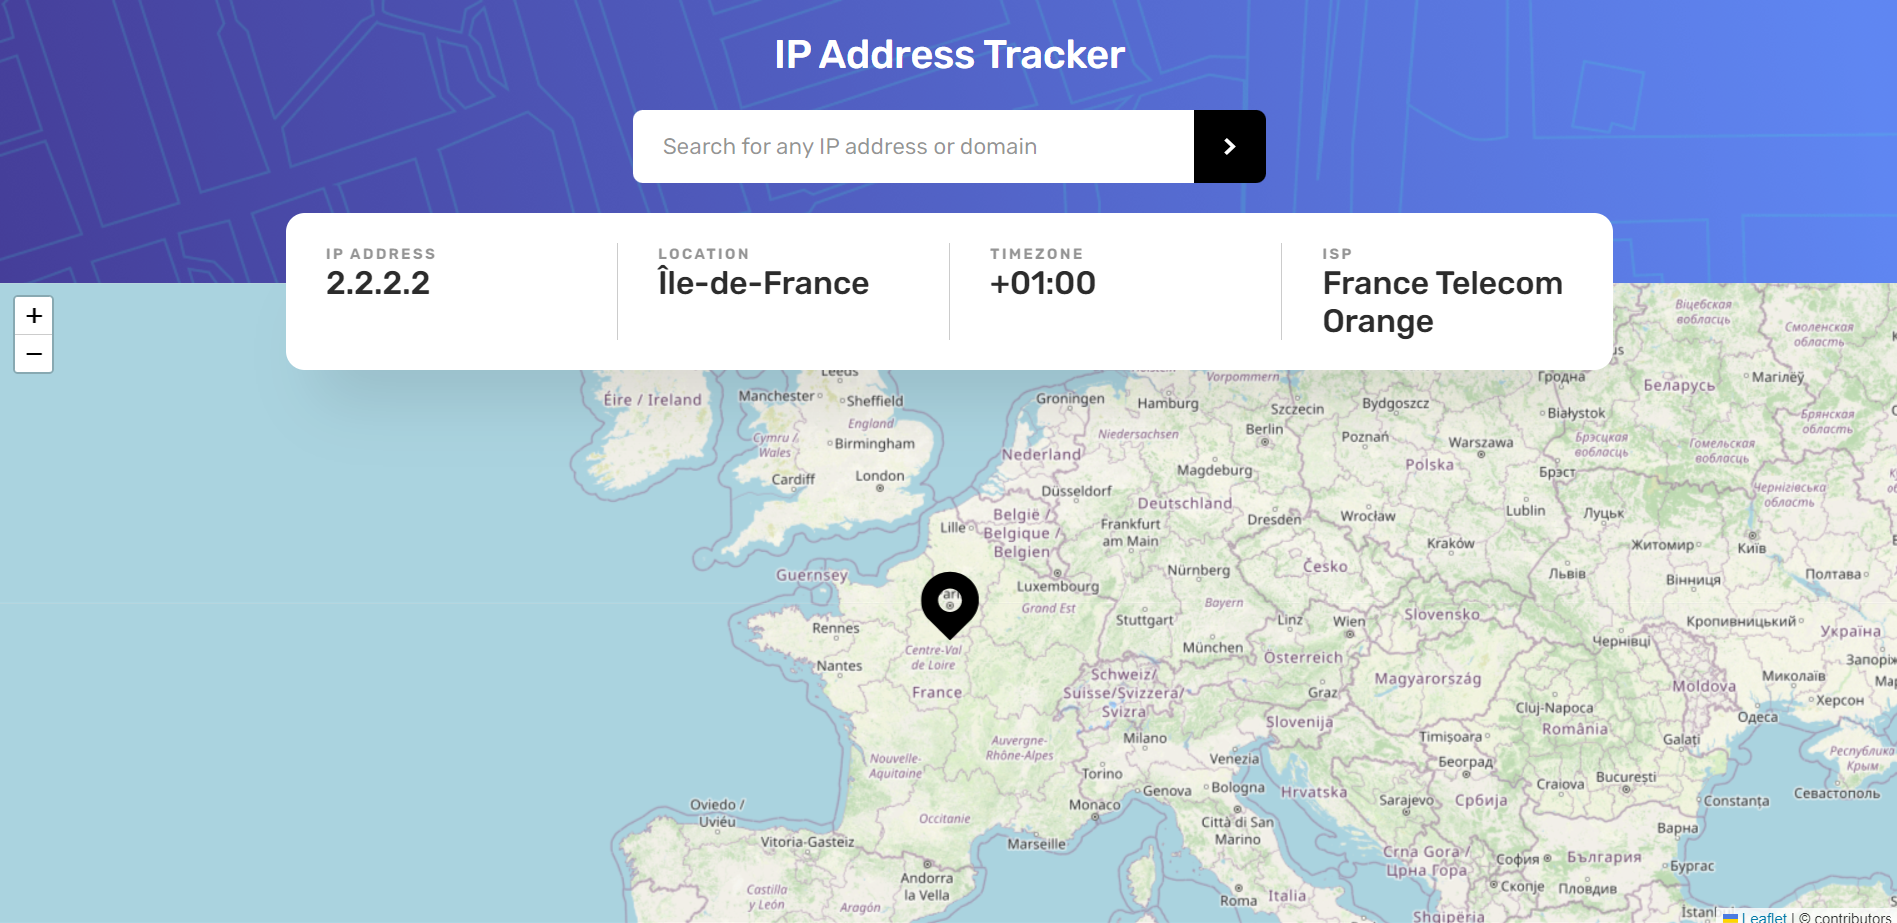 IP Address Tracker
Search for any IP address or domain
IP ADDRESS
2.2.2.2
LOCATION
Île-de-France
TIMEZONE
+01:00
ISP
France Telecom
Orange
+
−
Віцебская
вобласць
Смоленская
область
Leeds
Vorpommern
Гродна
Беларусь
Магілёў
Éire / Ireland
Manchester
Sheffield
Groningen
Hamburg
Szczecin
Bydgoszcz
Białystok
Брянская
область
England
Cymru /
Wales
Birmingham
Niedersachsen
Berlin
Poznań
Warszawa
Брэсцкая
вобласць
Гомельская
вобласць
Nederland
Cardiff
London
Magdeburg
Polska
Брэст
Düsseldorf
Deutschland
Чернігівська
область
Lille
België /
Belgique /
Belgien
Frankfurt
am Main
Dresden
Wrocław
Lublin
Луцьк
Kraków
Житомир
Київ
Guernsey
Luxembourg
Nürnberg
Česko
Львів
Вінниця
Полтава
Grand Est
Bayern
Rennes
Stuttgart
Linz
Wien
Slovensko
Кропивницький
Україна
Чернівці
Centre-Val
de Loire
Nantes
München
Österreich
Запоріж
France
Schweiz/
Suisse/Svizzera/
Svizra
Graz
Magyarország
Moldova
Миколаїв
Херсон
Cluj-Napoca
Одеса
Slovenija
România
Auvergne-
Rhône-Alpes
Milano
Timișoara
Galați
Nouvelle-
Aquitaine
Venezia
Београд
Республика
Крым
Torino
Genova
Bologna
Hrvatska
Craiova
București
Севастополь
Oviedo /
Uviéu
Monaco
Sarajevo
Србија
Constanța
Occitanie
Città di San
Marino
Варна
Vitoria-Gasteiz
Marseille
Crna Gora /
Црна Гора
София
България
Бургас
Andorra
la Vella
Скопје
Пловдив
Castilla
y León
Aragón
Roma
Italia
Shqipëria
İstanl
Leaflet | © contributors